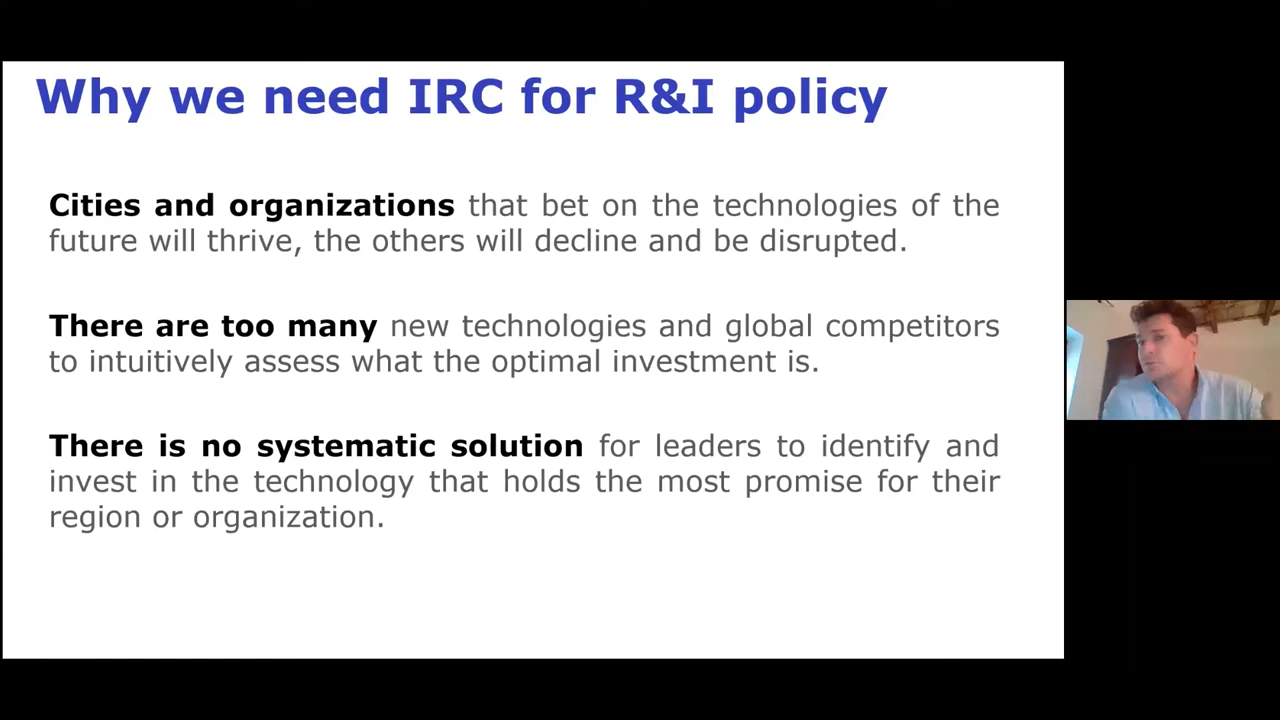 Why we need IRC for R&I policy
Cities and organizations that bet on the technologies of the
future will thrive, the others will decline and be disrupted.
There are too many new technologies and global competitors
to intuitively assess what the optimal investment is.
There is no systematic solution for leaders to identify and
invest in the technology that holds the most promise for their
region or organization.